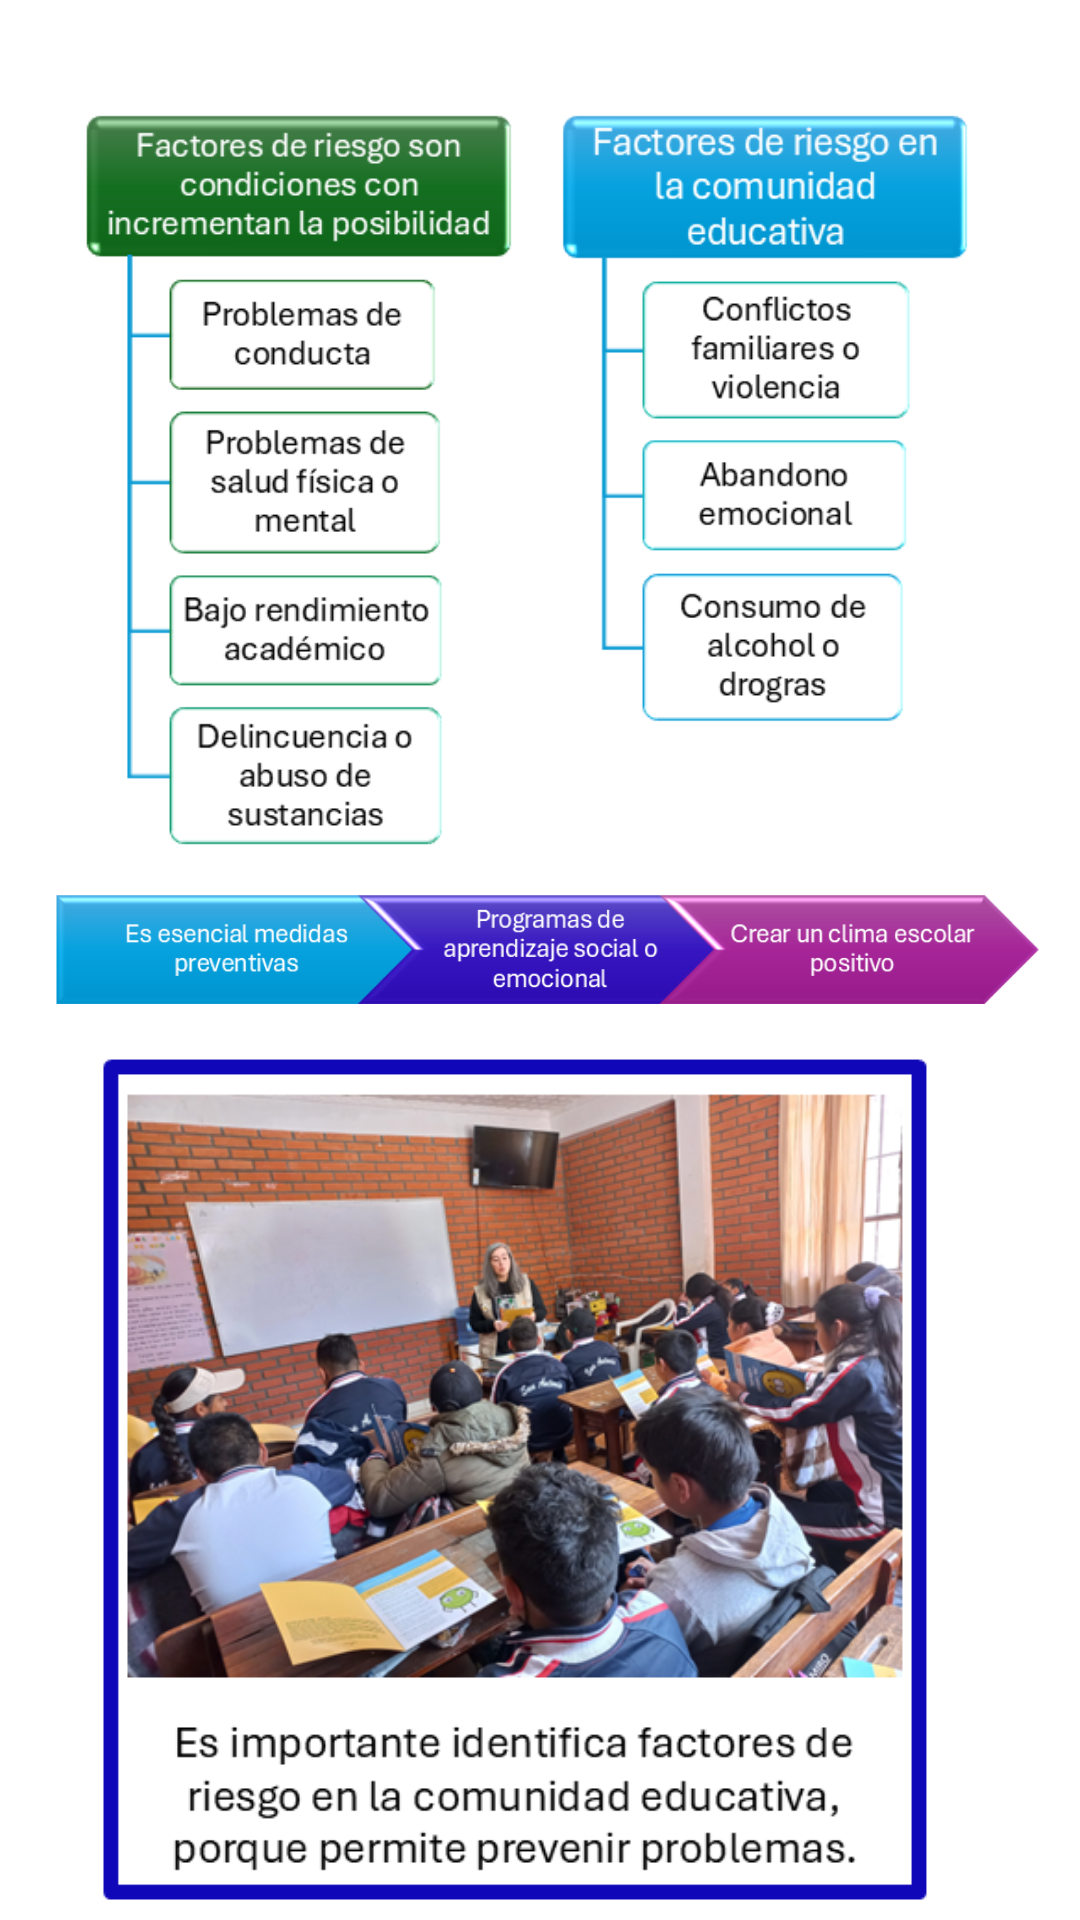 Factores de riesgo son
condiciones con
incrementan la posibilidad
Problemas de
conducta
Problemas de
salud física o
mental
Bajo rendimiento
académico
Delincuencia o
abuso de
sustancias
Factores de riesgo en
la comunidad
educativa
Conflictos
familiares o
violencia
Abandono
emocional
Consumo de
alcohol o
drogras
Es esencial medidas
preventivas
Programas de
aprendizaje social o
emocional
Crear un clima escolar
positivo
Es importante identifica factores de
riesgo en la comunidad educativa,
porque permite prevenir problemas.